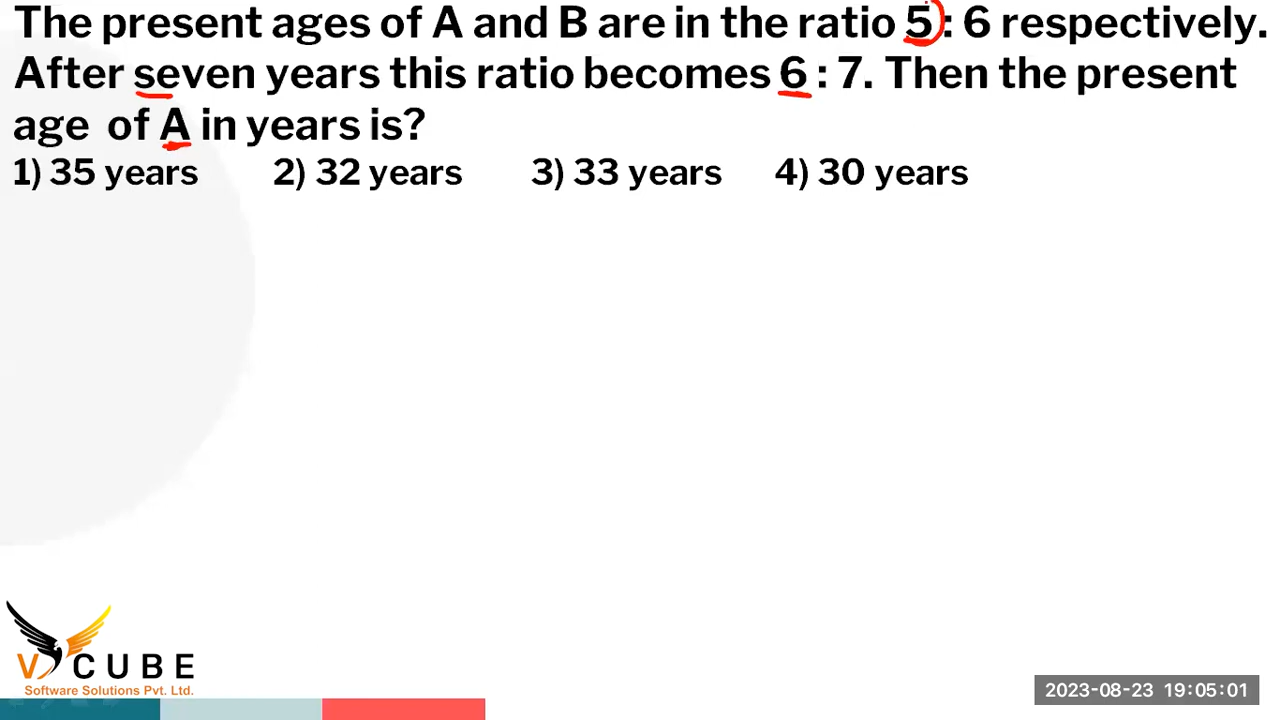 The present ages of A and B are in the ratio 5 : 6 respectively.
After seven years this ratio becomes 6 : 7. Then the present
age of A in years is?
1) 35 years 2) 32 years 3) 33 years 4) 30 years
V CUBE
Software Solutions Pvt. Ltd.
2023-08-23 19:05:01